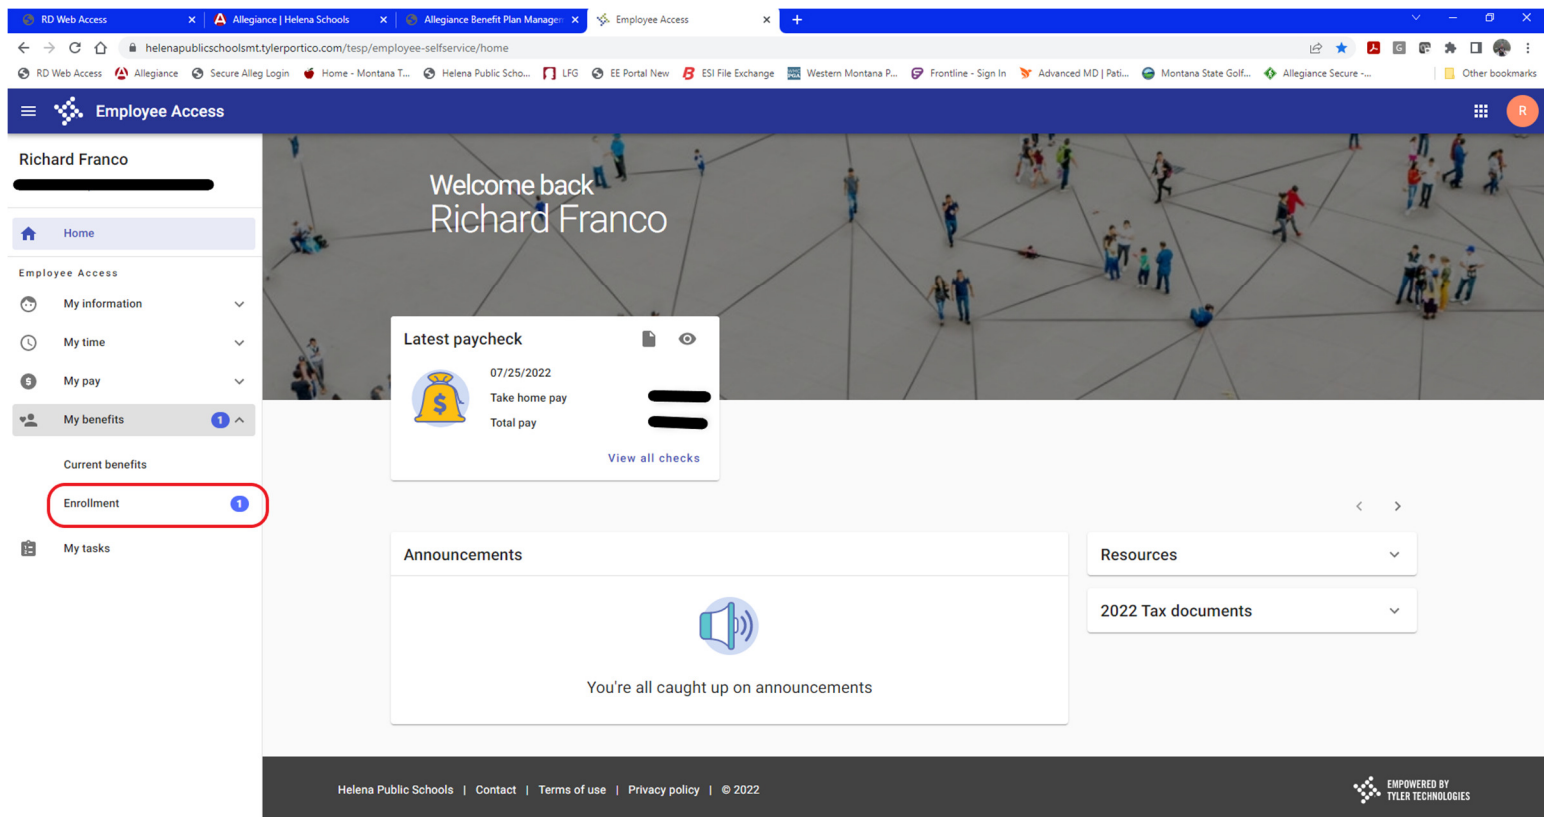 RD Web Access
Allegiance | Helena Schools
Allegiance Benefit Plan Managem
Employee Access
helenapublicschoolsmt.tylerportico.com/tesp/employee-selfservice/home
RD Web Access
Allegiance
Secure Alleg Login
Home - Montana T...
Helena Public Scho...
LFG
EE Portal New
ESI File Exchange
Western Montana P...
Frontline - Sign In
Advanced MD | Pati...
Montana State Golf...
Allegiance Secure -...
Other bookmarks
Employee Access
R
Richard Franco
Home
Employee Access
My information
My time
My pay
My benefits 1
Current benefits
Enrollment 1
My tasks
Welcome back
Richard Franco
Latest paycheck
07/25/2022
Take home pay
Total pay
View all checks
Announcements
You're all caught up on announcements
Resources
2022 Tax documents
Helena Public Schools | Contact | Terms of use | Privacy policy | © 2022
EMPOWERED BY
TYLER TECHNOLOGIES